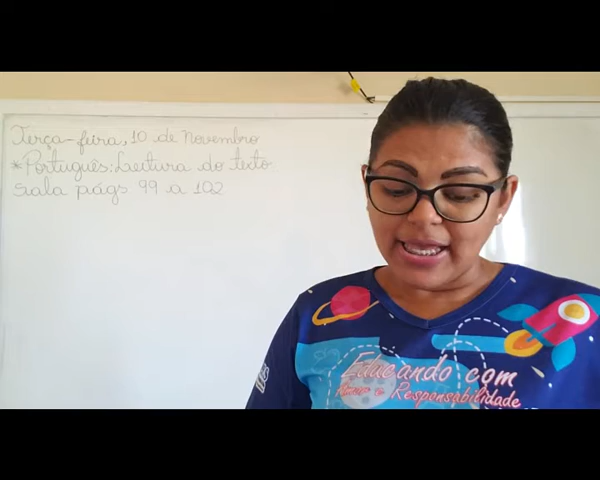 Terça-feira, 10 de novembro
*Português: Leitura do texto
sala págs 99 a 102
Educando com
Amor e Responsabilidade